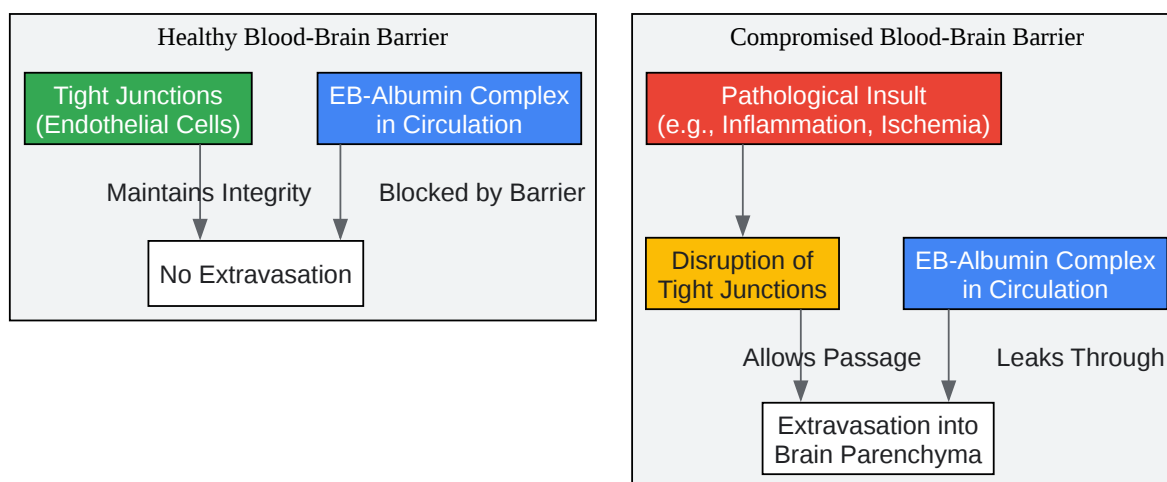 Healthy Blood-Brain Barrier
Tight Junctions
(Endothelial Cells)
EB-Albumin Complex
in Circulation
Maintains Integrity
Blocked by Barrier
No Extravasation
Compromised Blood-Brain Barrier
Pathological Insult
(e.g., Inflammation, Ischemia)
Disruption of
Tight Junctions
EB-Albumin Complex
in Circulation
Allows Passage
Leaks Through
Extravasation into
Brain Parenchyma